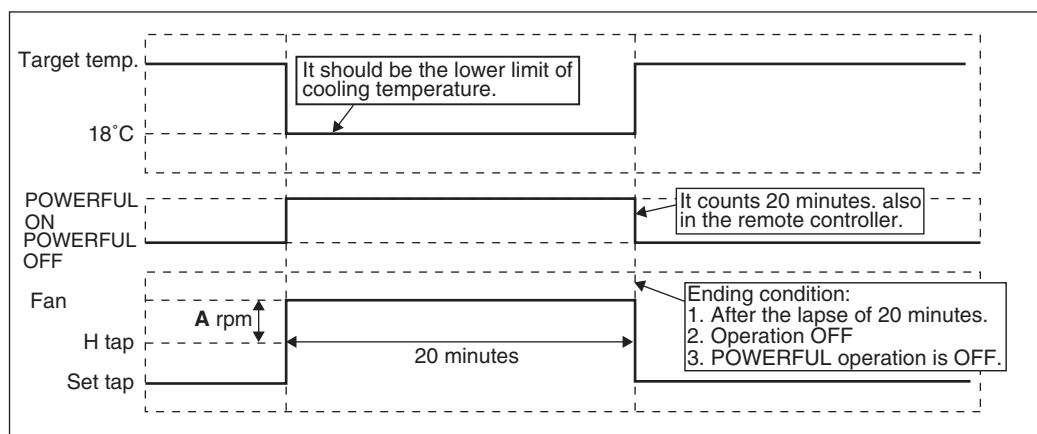 Target temp.
It should be the lower limit of
cooling temperature.
18˚C
POWERFUL
ON
POWERFUL
OFF
It counts 20 minutes. also
in the remote controller.
Fan
A rpm
H tap
20 minutes
Set tap
Ending condition:
1. After the lapse of 20 minutes.
2. Operation OFF
3. POWERFUL operation is OFF.